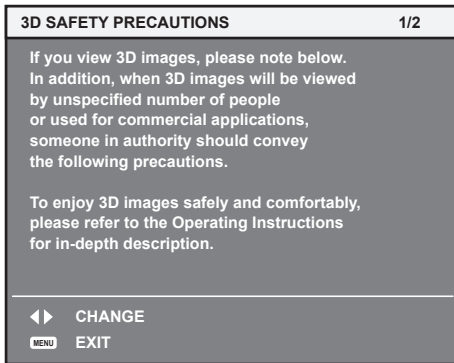 3D SAFETY PRECAUTIONS 1/2
If you view 3D images, please note below.
In addition, when 3D images will be viewed
by unspecified number of people
or used for commercial applications,
someone in authority should convey
the following precautions.
To enjoy 3D images safely and comfortably,
please refer to the Operating Instructions
for in-depth description.
CHANGE
MENU EXIT